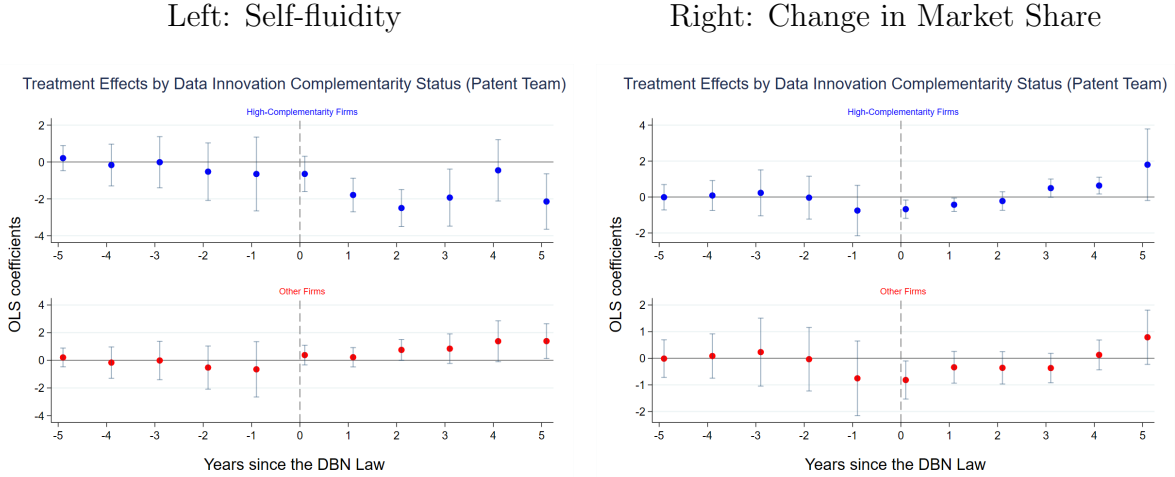 Left: Self-fluidity
Right: Change in Market Share
Treatment Effects by Data Innovation Complementarity Status (Patent Team)
High-Complementarity Firms
2
0
-2
-4
-5 -4 -3 -2 -1 0 1 2 3 4 5
Other Firms
4
2
0
-2
-4
-5 -4 -3 -2 -1 0 1 2 3 4 5
OLS coefficients
Years since the DBN Law
Treatment Effects by Data Innovation Complementarity Status (Patent Team)
High-Complementarity Firms
4
2
0
-2
-5 -4 -3 -2 -1 0 1 2 3 4 5
Other Firms
2
1
0
-1
-2
-5 -4 -3 -2 -1 0 1 2 3 4 5
OLS coefficients
Years since the DBN Law